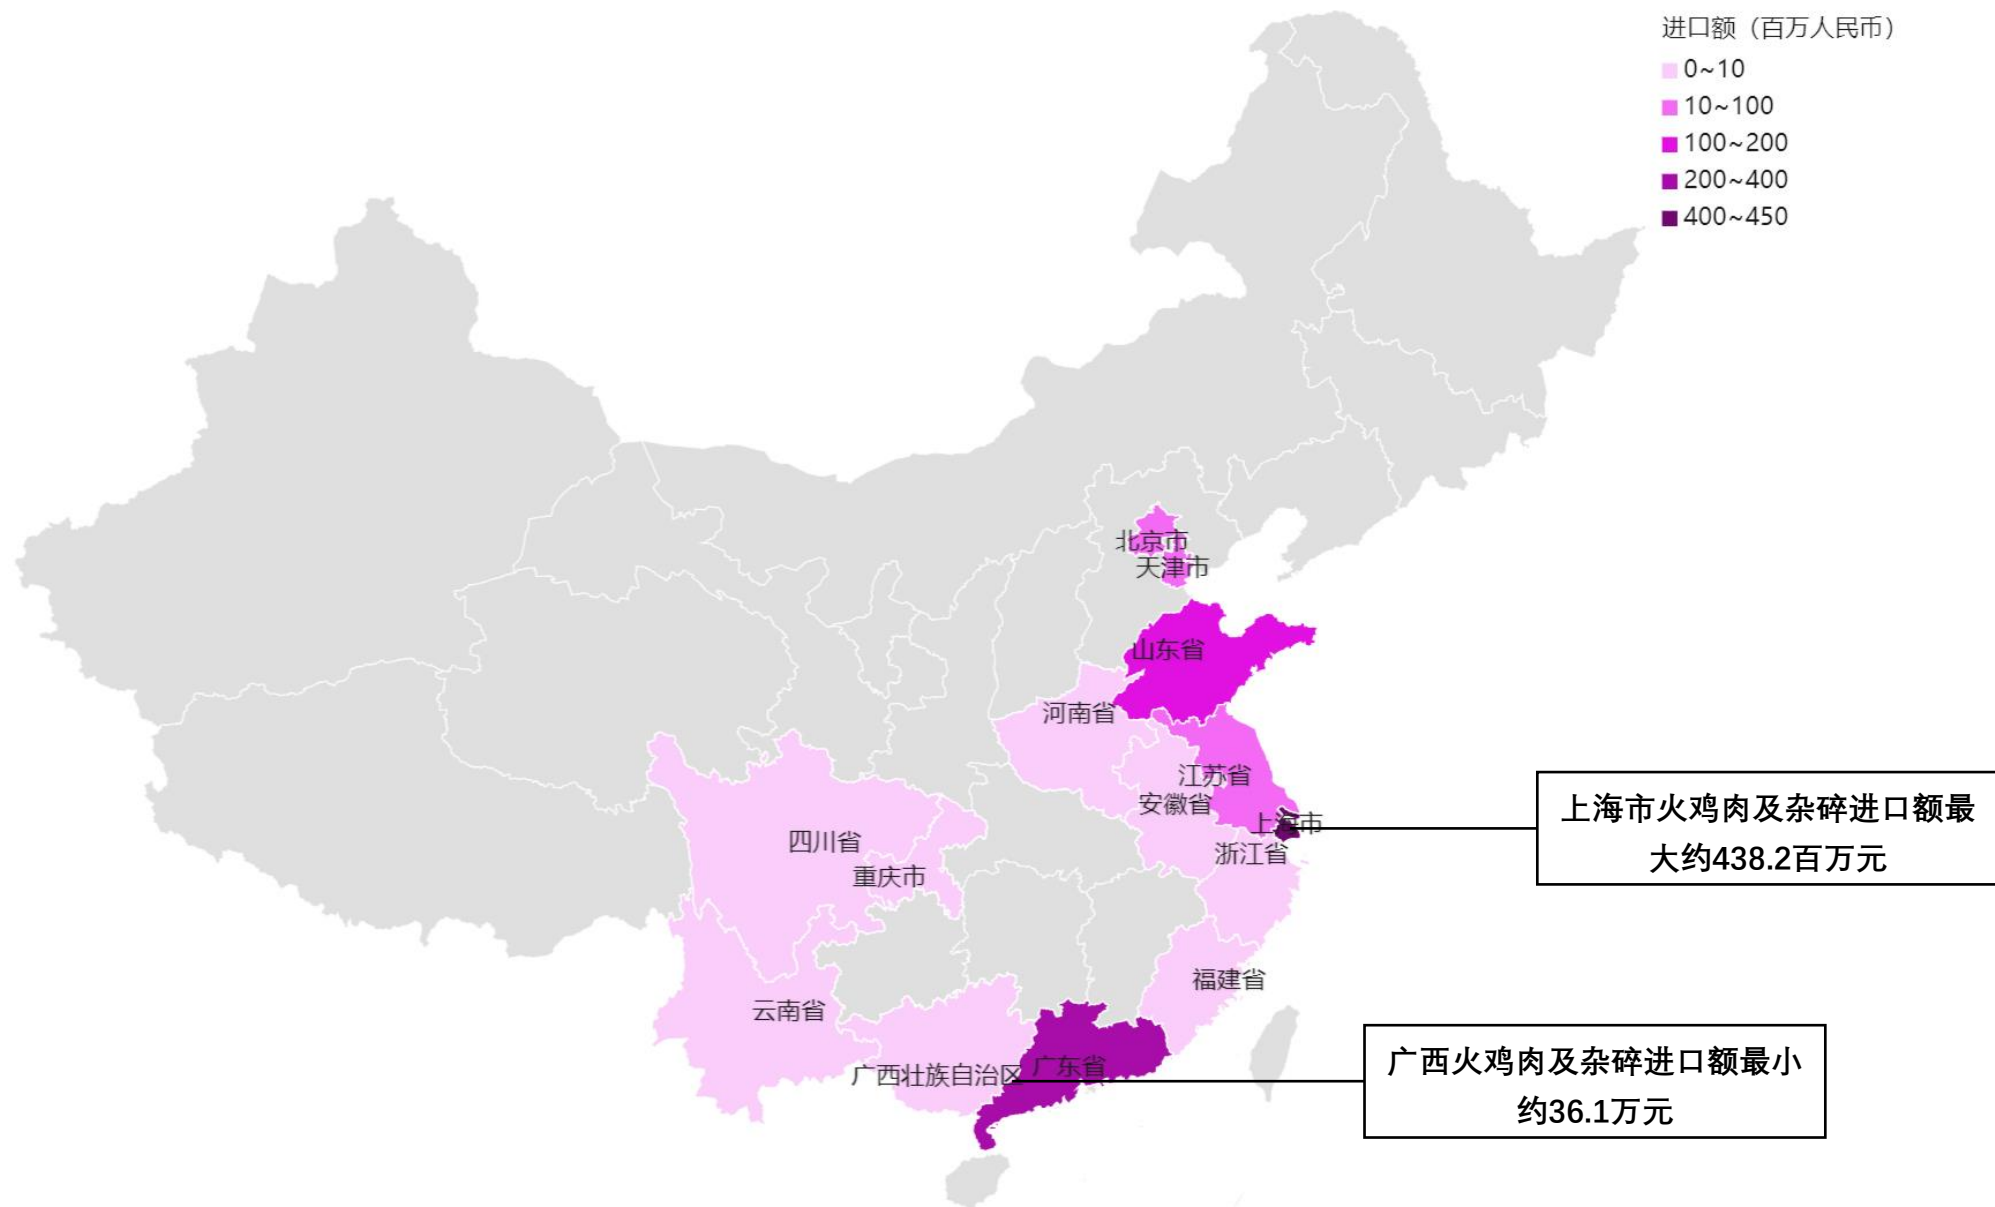 进口额（百万人民币）
0~10
10~100
100~200
200~400
400~450
北京市
天津市
山东省
河南省
江苏省
安徽省
上海市
浙江省
上海市火鸡肉及杂碎进口额最
大约438.2百万元
四川省
重庆市
福建省
云南省
广西壮族自治区
广东省
广西火鸡肉及杂碎进口额最小
约36.1万元